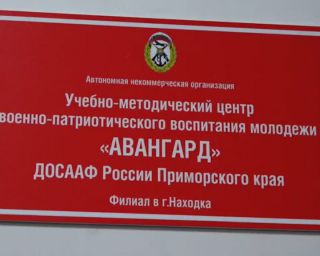 Автономная некоммерческая организация
Учебно-методический центр
военно-патриотического воспитания молодежи
«АВАНГАРД»
ДОСААФ России Приморского края
Филиал в г.Находка